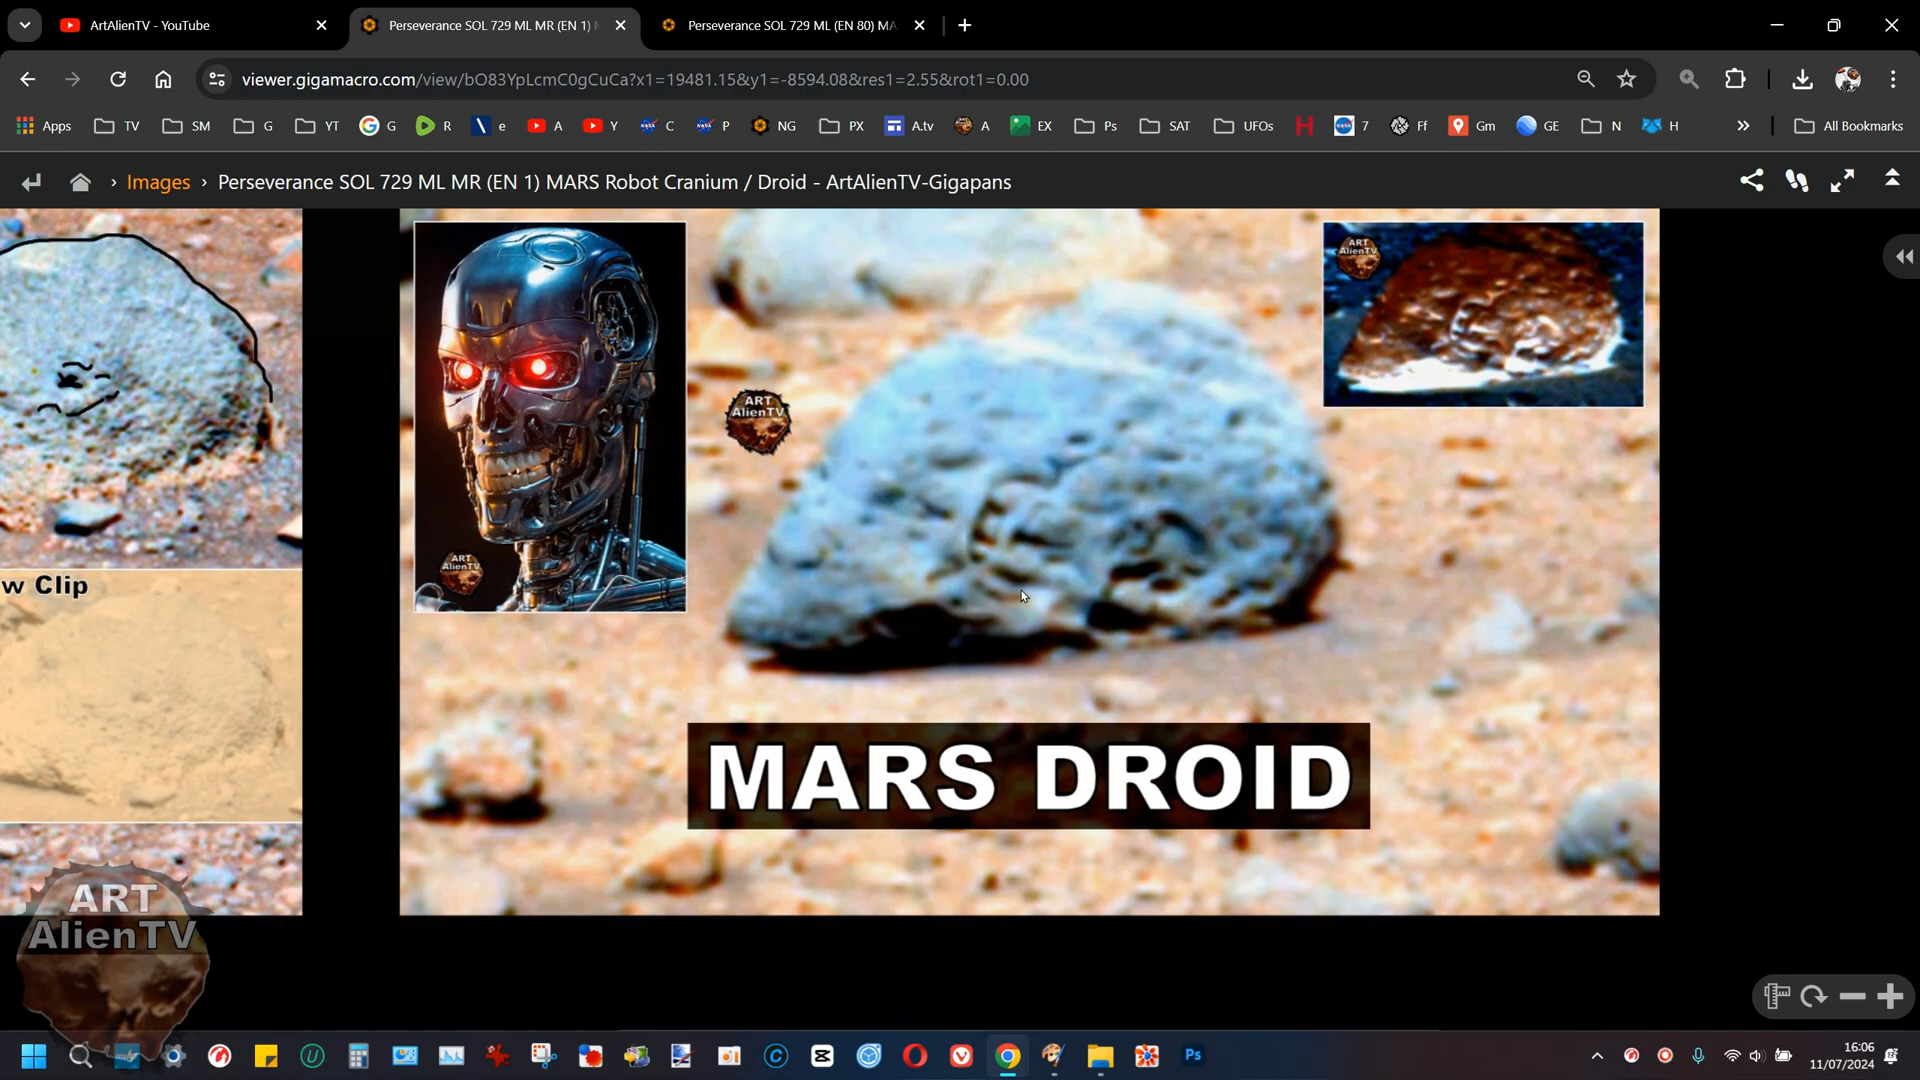 ArtAlienTV - YouTube
Perseverance SOL 729 ML MR (EN 1)
Perseverance SOL 729 ML (EN 80) MA
viewer.gigamacro.com/view/bO83YpLcmC0gCuCa?x1=19481.15&y1=-8594.08&res1=2.55&rot1=0.00
Apps TV SM G YT G R e A Y C P NG PX A.tv A EX Ps SAT UFOs 7 Ff Gm GE N H » All Bookmarks
› Images › Perseverance SOL 729 ML MR (EN 1) MARS Robot Cranium / Droid - ArtAlienTV-Gigapans
ART
AlienTV
ART
AlienTV
ART
AlienTV
w Clip
MARS DROID
ART
AlienTV
Ps
16:06
11/07/2024